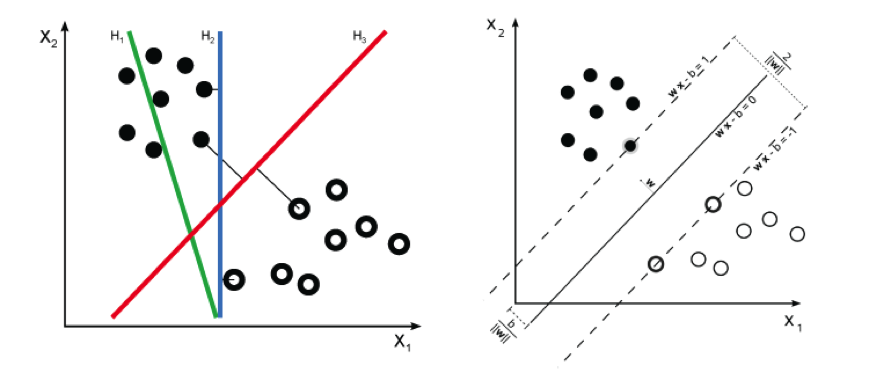 X2
H1
H2
H3
X1
X2
w x - b = 1
2
||w||
w x - b = 0
w x - b = -1
w
b
||w||
X1